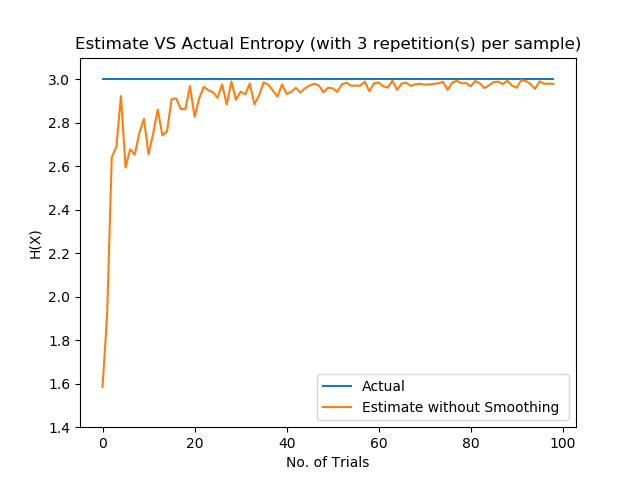 Estimate VS Actual Entropy (with 3 repetition(s) per sample)
3.0
2.8
2.6
2.4
2.2
2.0
1.8
1.6
1.4
H(X)
Actual
Estimate without Smoothing
0 20 40 60 80 100
No. of Trials